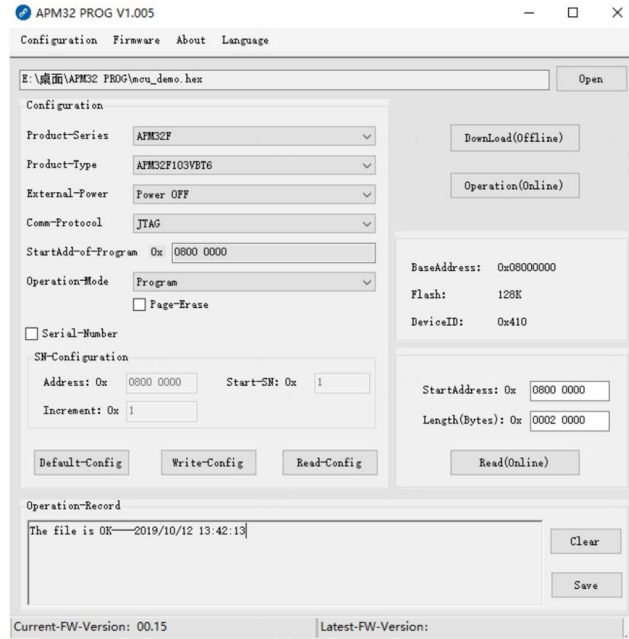 APM32 PROG V1.005
Configuration Firmware About Language
E:\桌面\APM32 PROG\mcu_demo.hex Open
Configuration
Product-Series APM32F
Product-Type APM32F103VBT6
External-Power Power OFF
Comm-Protocol JTAG
StartAdd-of-Program 0x 0800 0000
Operation-Mode Program
Page-Erase
Serial-Number
SN-Configuration
Address: 0x 0800 0000 Start-SN: 0x 1
Increment: 0x 1
Default-Config Write-Config Read-Config
DownLoad(Offline)
Operation(Online)
BaseAddress: 0x08000000
Flash: 128K
DeviceID: 0x410
StartAddress: 0x 0800 0000
Length(Bytes): 0x 0002 0000
Read(Online)
Operation-Record
The file is OK——2019/10/12 13:42:13
Clear
Save
Current-FW-Version: 00.15 Latest-FW-Version: